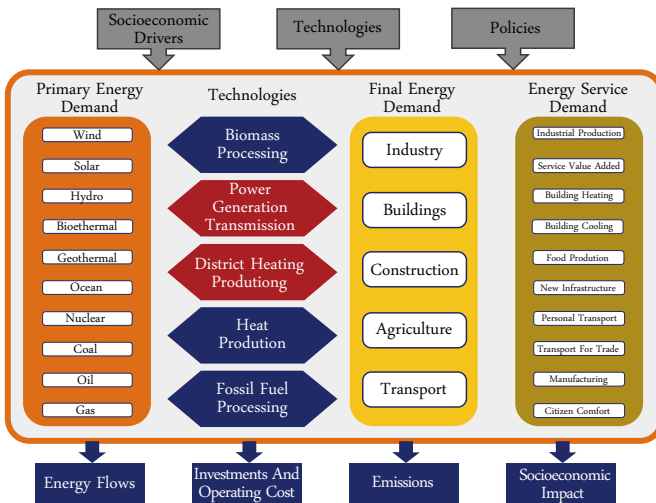 Socioeconomic
Drivers
Technologies
Policies
Primary Energy
Demand
Technologies
Final Energy
Demand
Energy Service
Demand
Wind
Solar
Hydro
Bioethermal
Geothermal
Ocean
Nuclear
Coal
Oil
Gas
Biomass
Processing
Power
Generation
Transmission
District Heating
Produtiong
Heat
Prodution
Fossil Fuel
Processing
Industry
Buildings
Construction
Agriculture
Transport
Industrial Production
Service Value Added
Building Heating
Building Cooling
Food Prodution
New Infrastructure
Personal Transport
Transport For Trade
Manufacturing
Citizen Comfort
Energy Flows
Investments And
Operating Cost
Emissions
Socioeconomic
Impact